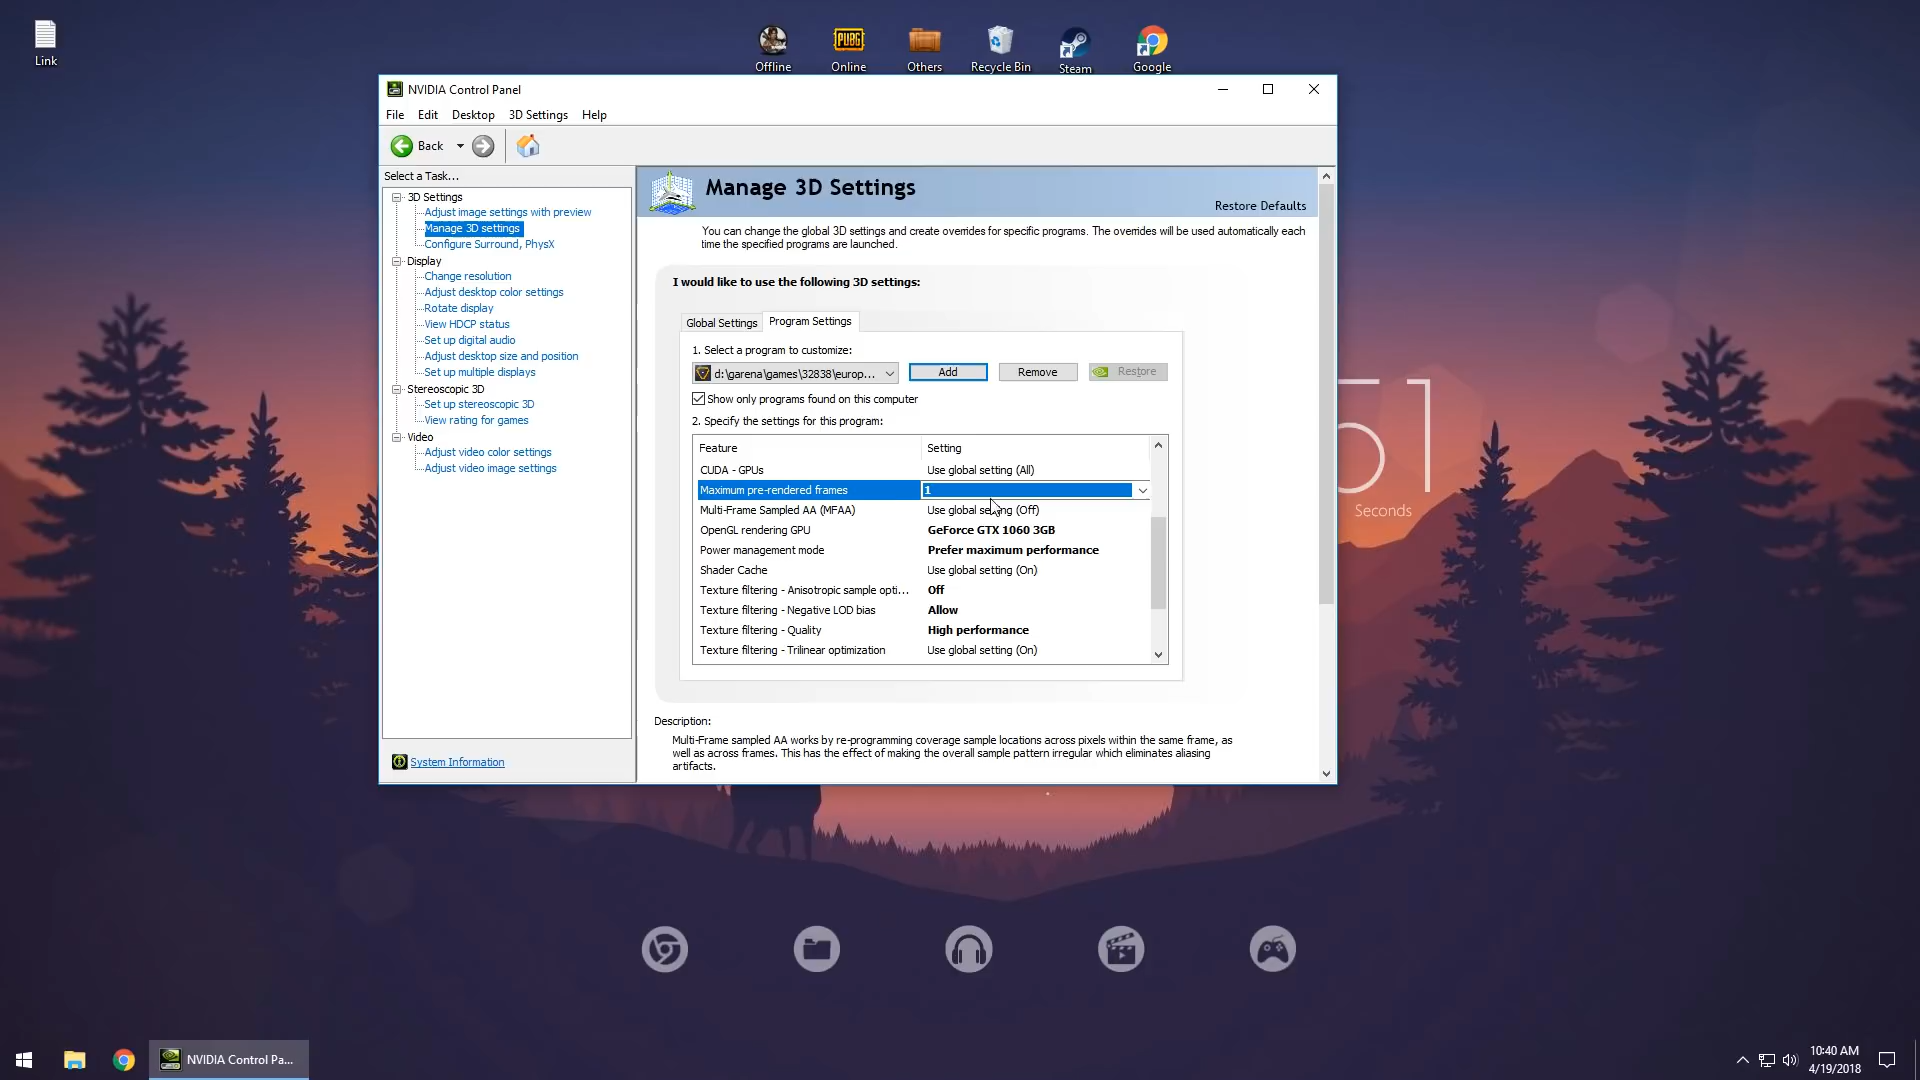 Link
Offline
PUBG
Online
Others
Recycle Bin
Steam
Google
NVIDIA Control Panel
File Edit Desktop 3D Settings Help
Back
Select a Task...
3D Settings
Adjust image settings with preview
Manage 3D settings
Configure Surround, PhysX
Display
Change resolution
Adjust desktop color settings
Rotate display
View HDCP status
Set up digital audio
Adjust desktop size and position
Set up multiple displays
Stereoscopic 3D
Set up stereoscopic 3D
View rating for games
Video
Adjust video color settings
Adjust video image settings
System Information
Manage 3D Settings
Restore Defaults
You can change the global 3D settings and create overrides for specific programs. The overrides will be used automatically each
time the specified programs are launched.
I would like to use the following 3D settings:
Global Settings Program Settings
1. Select a program to customize:
d:\garena\games\32838\europ... Add Remove Restore
Show only programs found on this computer
2. Specify the settings for this program:
Feature Setting
CUDA - GPUs Use global setting (All)
Maximum pre-rendered frames 1
Multi-Frame Sampled AA (MFAA) Use global setting (Off)
OpenGL rendering GPU GeForce GTX 1060 3GB
Power management mode Prefer maximum performance
Shader Cache Use global setting (On)
Texture filtering - Anisotropic sample opti... Off
Texture filtering - Negative LOD bias Allow
Texture filtering - Quality High performance
Texture filtering - Trilinear optimization Use global setting (On)
Description:
Multi-Frame sampled AA works by re-programming coverage sample locations across pixels within the same frame, as
well as across frames. This has the effect of making the overall sample pattern irregular which eliminates aliasing
artifacts.
Seconds
NVIDIA Control Pa...
10:40 AM
4/19/2018